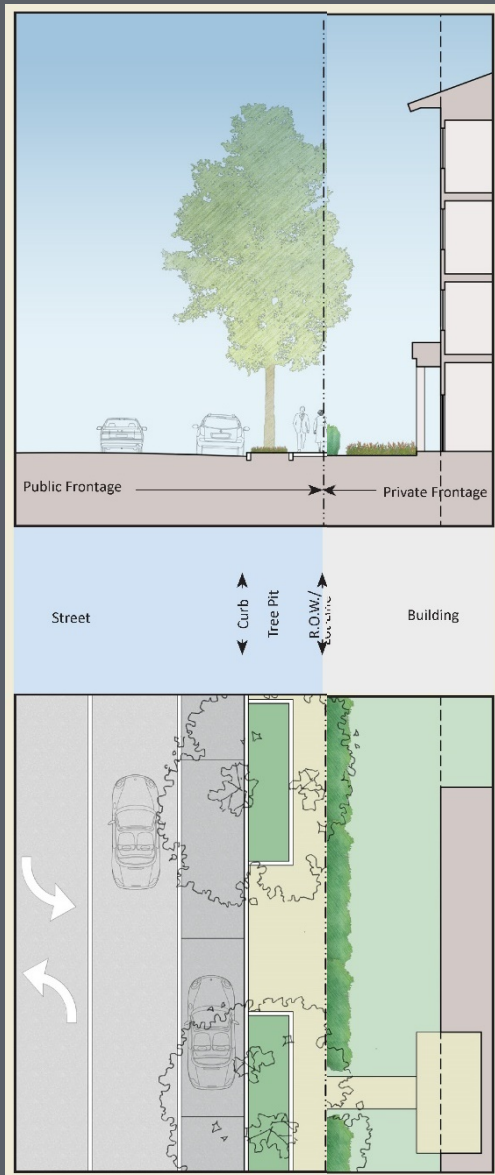 Public Frontage
Private Frontage
Street
Curb
Tree Pit
R.O.W./
Building